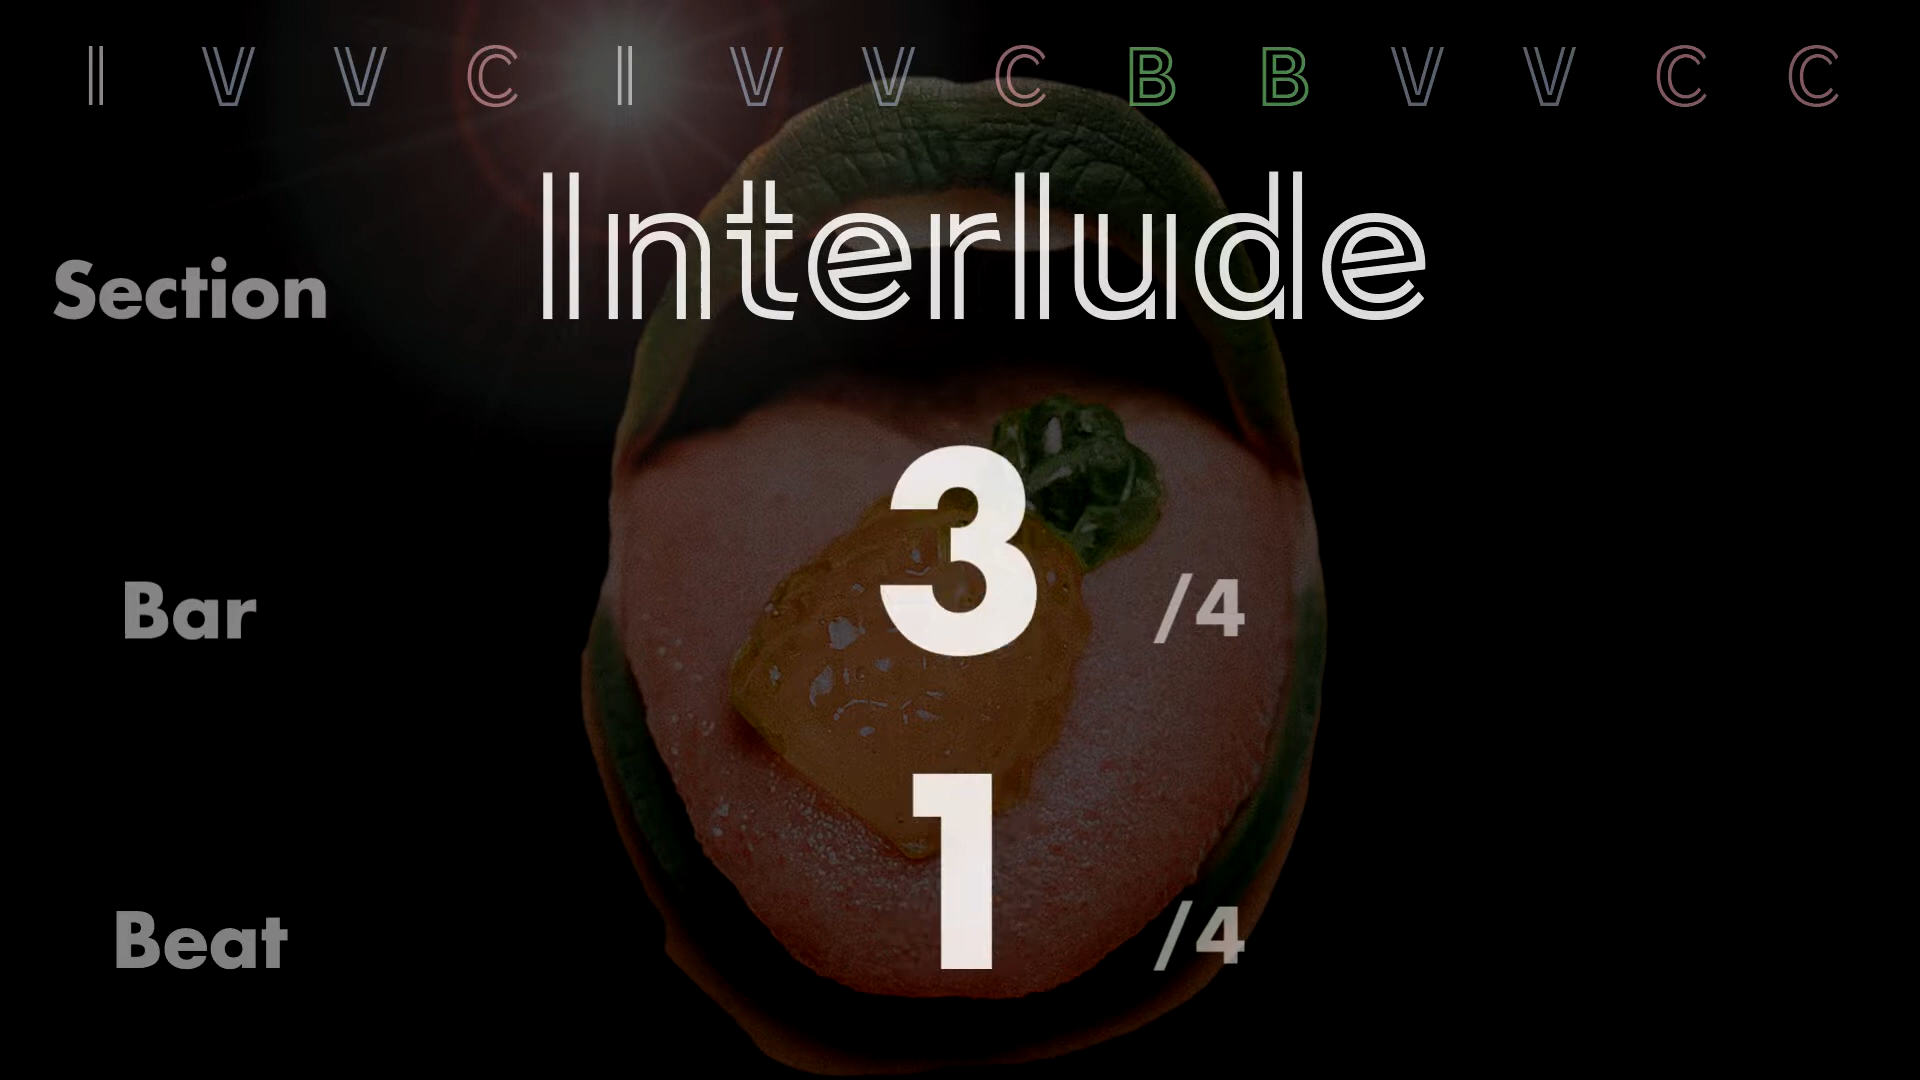 I V V C I V V C B B V V C C
Interlude
Section
3
Bar /4
1
Beat /4